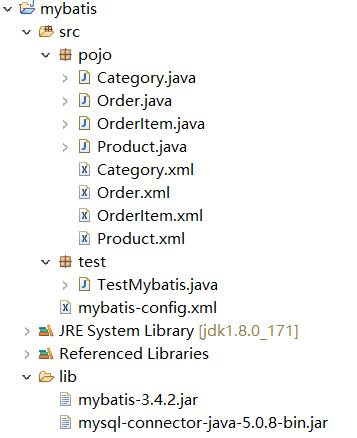 mybatis
src
pojo
Category.java
Order.java
OrderItem.java
Product.java
Category.xml
Order.xml
OrderItem.xml
Product.xml
test
TestMybatis.java
mybatis-config.xml
JRE System Library [jdk1.8.0_171]
Referenced Libraries
lib
mybatis-3.4.2.jar
mysql-connector-java-5.0.8-bin.jar